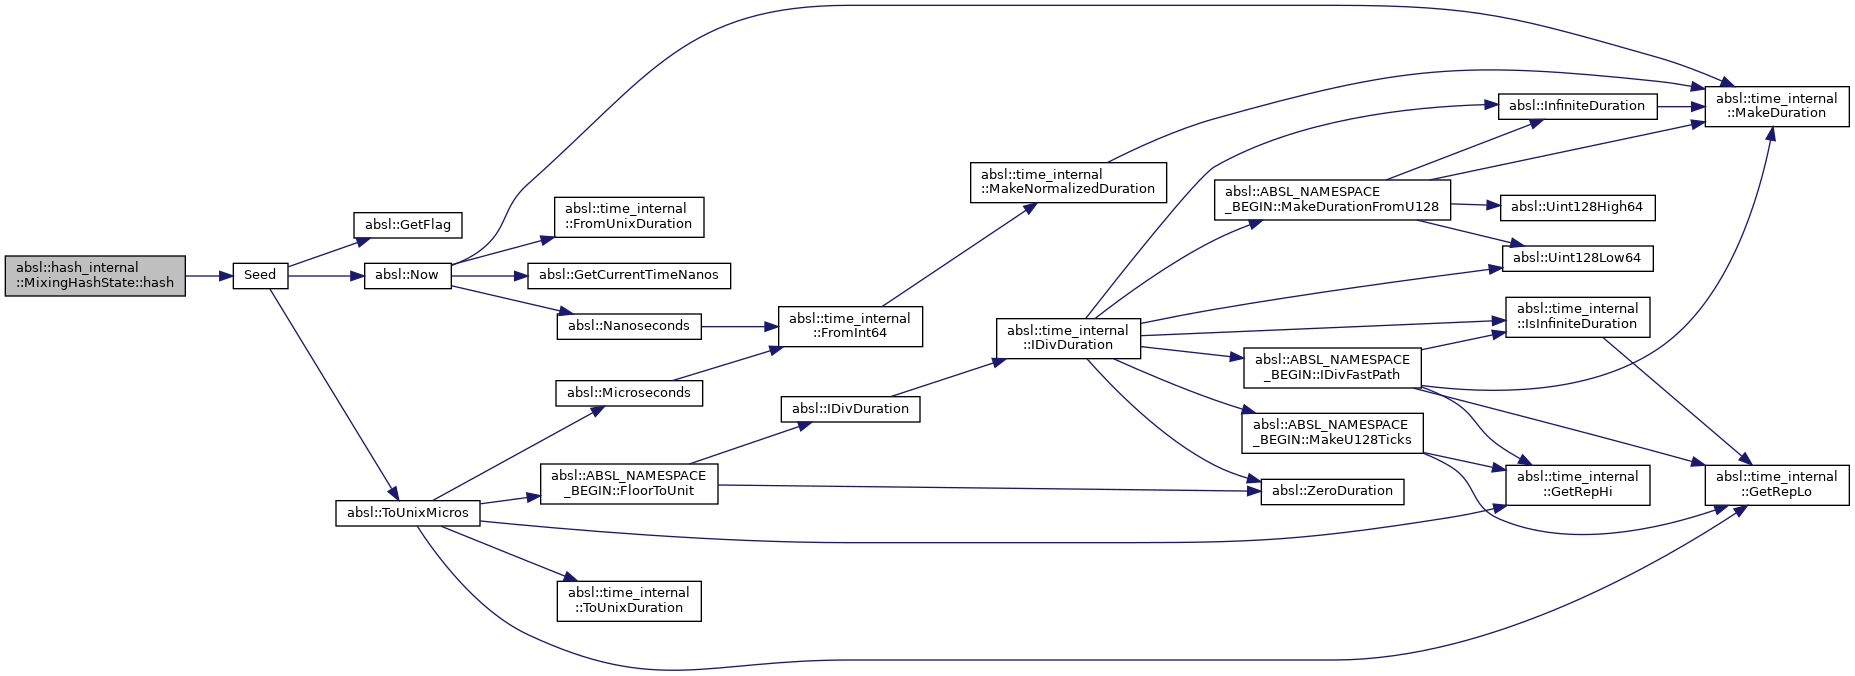 absl::hash_internal
::MixingHashState::hash
Seed
absl::GetFlag
absl::Now
absl::ToUnixMicros
absl::time_internal
::FromUnixDuration
absl::GetCurrentTimeNanos
absl::Nanoseconds
absl::Microseconds
absl::ABSL_NAMESPACE
_BEGIN::FloorToUnit
absl::time_internal
::ToUnixDuration
absl::time_internal
::FromInt64
absl::IDivDuration
absl::time_internal
::MakeNormalizedDuration
absl::time_internal
::IDivDuration
absl::ABSL_NAMESPACE
_BEGIN::MakeDurationFromU128
absl::ABSL_NAMESPACE
_BEGIN::IDivFastPath
absl::ABSL_NAMESPACE
_BEGIN::MakeU128Ticks
absl::ZeroDuration
absl::InfiniteDuration
absl::Uint128High64
absl::Uint128Low64
absl::time_internal
::IsInfiniteDuration
absl::time_internal
::GetRepHi
absl::time_internal
::MakeDuration
absl::time_internal
::GetRepLo